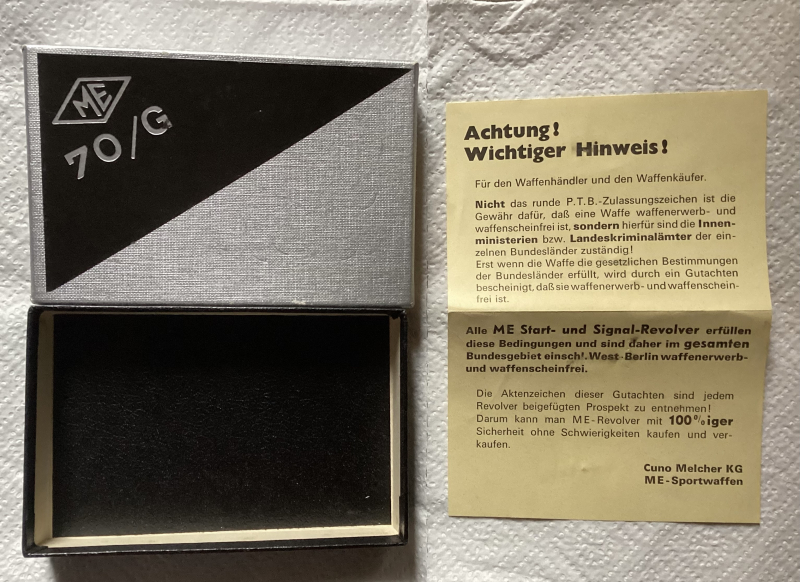 ME
70/G
Achtung!
Wichtiger Hinweis!
Für den Waffenhändler und den Waffenkäufer.
Nicht das runde P.T.B.-Zulassungszeichen ist die
Gewähr dafür, daß eine Waffe waffenerwerb- und
waffenscheinfrei ist, sondern hierfür sind die Innen-
ministerien bzw. Landeskriminalämter der ein-
zelnen Bundesländer zuständig!
Erst wenn die Waffe die gesetzlichen Bestimmungen
der Bundesländer erfüllt, wird durch ein Gutachten
bescheinigt, daß sie waffenerwerb- und waffenschein-
frei ist.
Alle ME Start- und Signal-Revolver erfüllen
diese Bedingungen und sind daher im gesamten
Bundesgebiet einschl. West-Berlin waffenerwerb-
und waffenscheinfrei.
Die Aktenzeichen dieser Gutachten sind jedem
Revolver beigefügten Prospekt zu entnehmen!
Darum kann man ME-Revolver mit 100%iger
Sicherheit ohne Schwierigkeiten kaufen und ver-
kaufen.
Cuno Melcher KG
ME-Sportwaffen